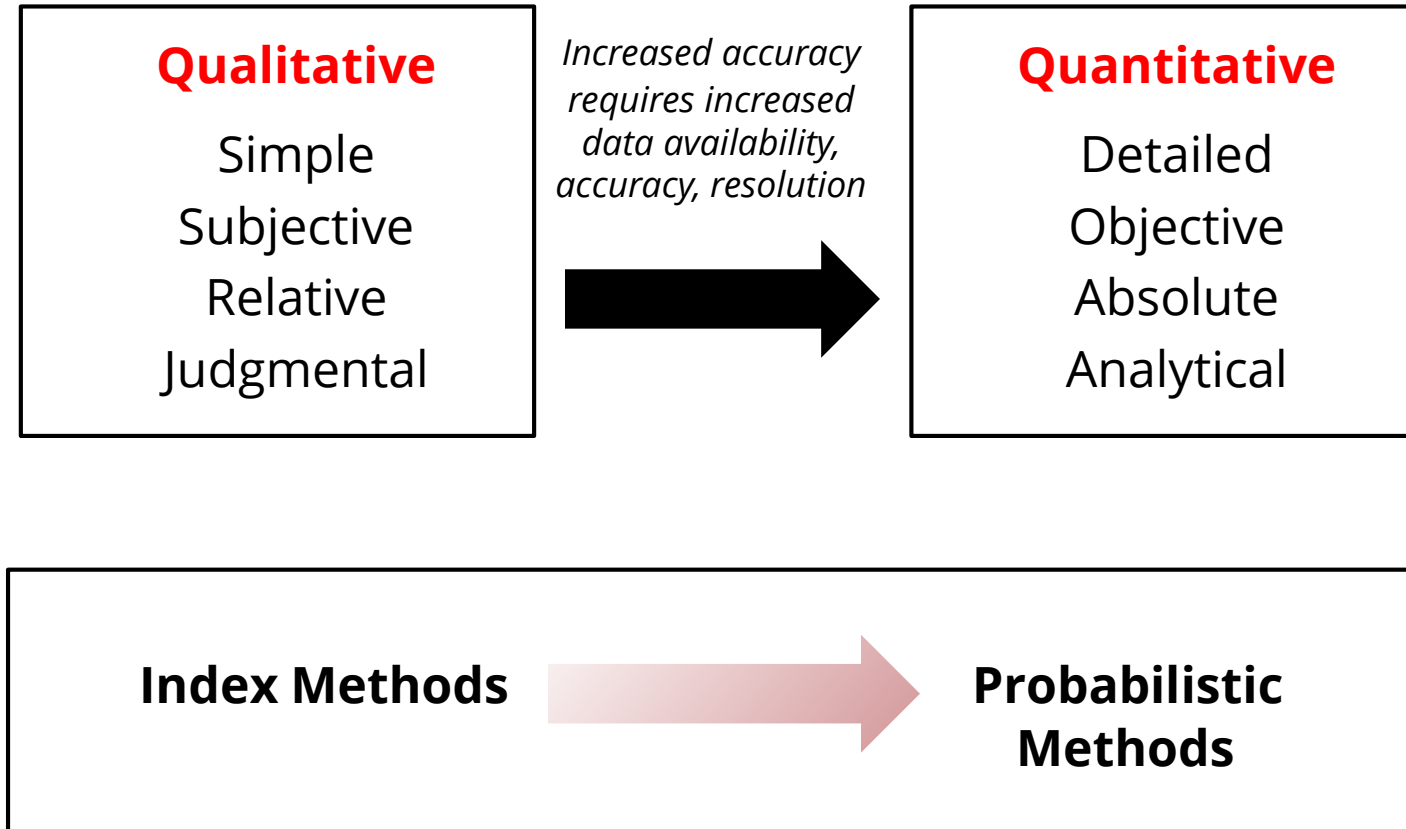 Qualitative
Simple
Subjective
Relative
Judgmental
Increased accuracy
requires increased
data availability,
accuracy, resolution
Quantitative
Detailed
Objective
Absolute
Analytical
Index Methods
Probabilistic
Methods